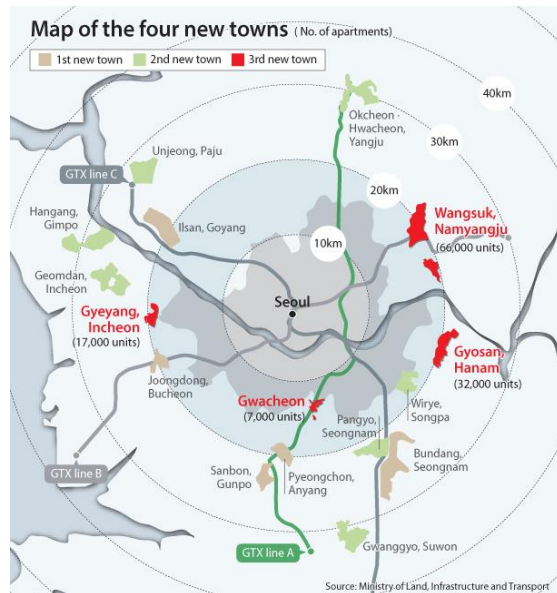 Map of the four new towns ( No. of apartments)
1st new town 2nd new town 3rd new town
40km
30km
20km
10km
Okcheon ·
Hwacheon,
Yangju
Unjeong, Paju
GTX line C
Ilsan, Goyang
Hangang,
Gimpo
Geomdan,
Incheon
Wangsuk,
Namyangju
(66,000 units)
Seoul
Gyeyang,
Incheon
(17,000 units)
Gyosan,
Hanam
(32,000 units)
Joongdong,
Bucheon
Gwacheon
(7,000 units)
Wirye,
Songpa
Pangyo,
Seongnam
Bundang,
Seongnam
GTX line B
Sanbon,
Gunpo
Pyeongchon,
Anyang
GTX line A
Gwanggyo, Suwon
Source: Ministry of Land, Infrastructure and Transport